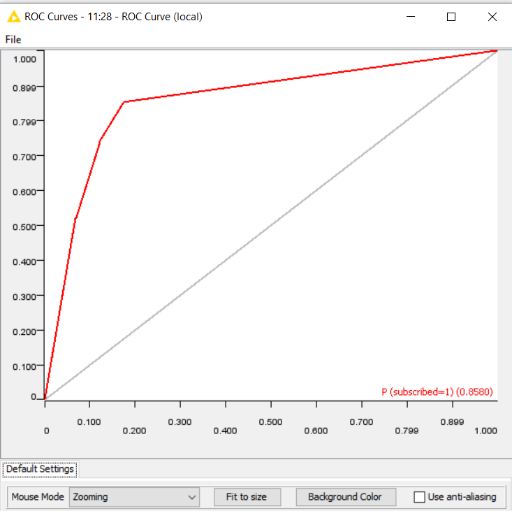 ROC Curves - 11:28 - ROC Curve (local)
File
1.000
0.899
0.799
0.700
0.600
0.500
0.400
0.300
0.200
0.100
0
P (subscribed=1) (0.8580)
0.100 0.300 0.500 0.700 0.899
0 0.200 0.400 0.600 0.799 1.000
Default Settings
Mouse Mode Zooming Fit to size Background Color Use anti-aliasing